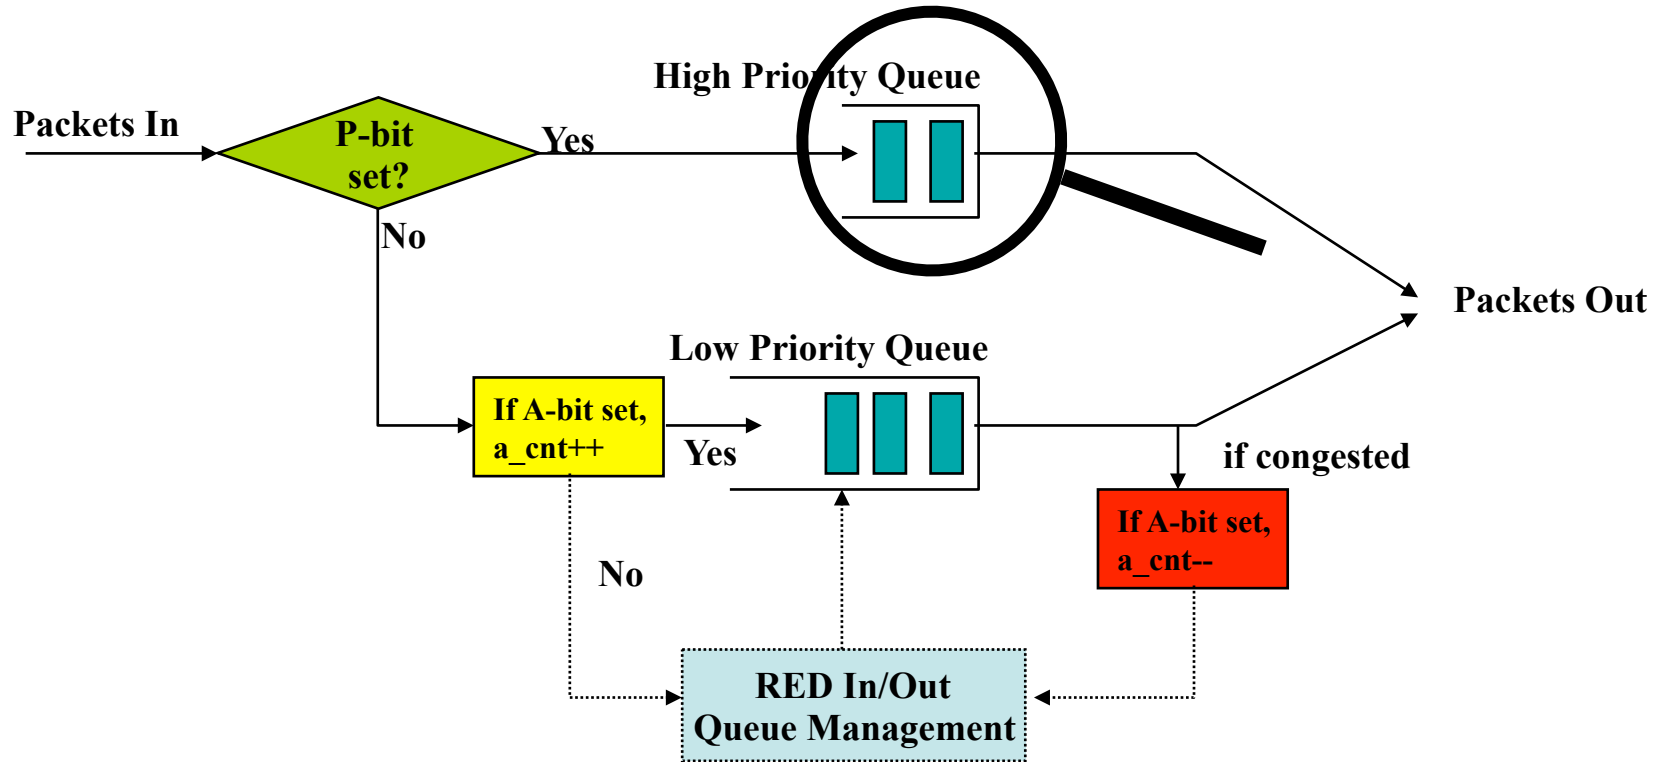 High Priority Queue
Packets In
P-bit
set?
Yes
No
Packets Out
Low Priority Queue
If A-bit set,
a_cnt++
Yes
if congested
If A-bit set,
a_cnt--
No
RED In/Out
Queue Management